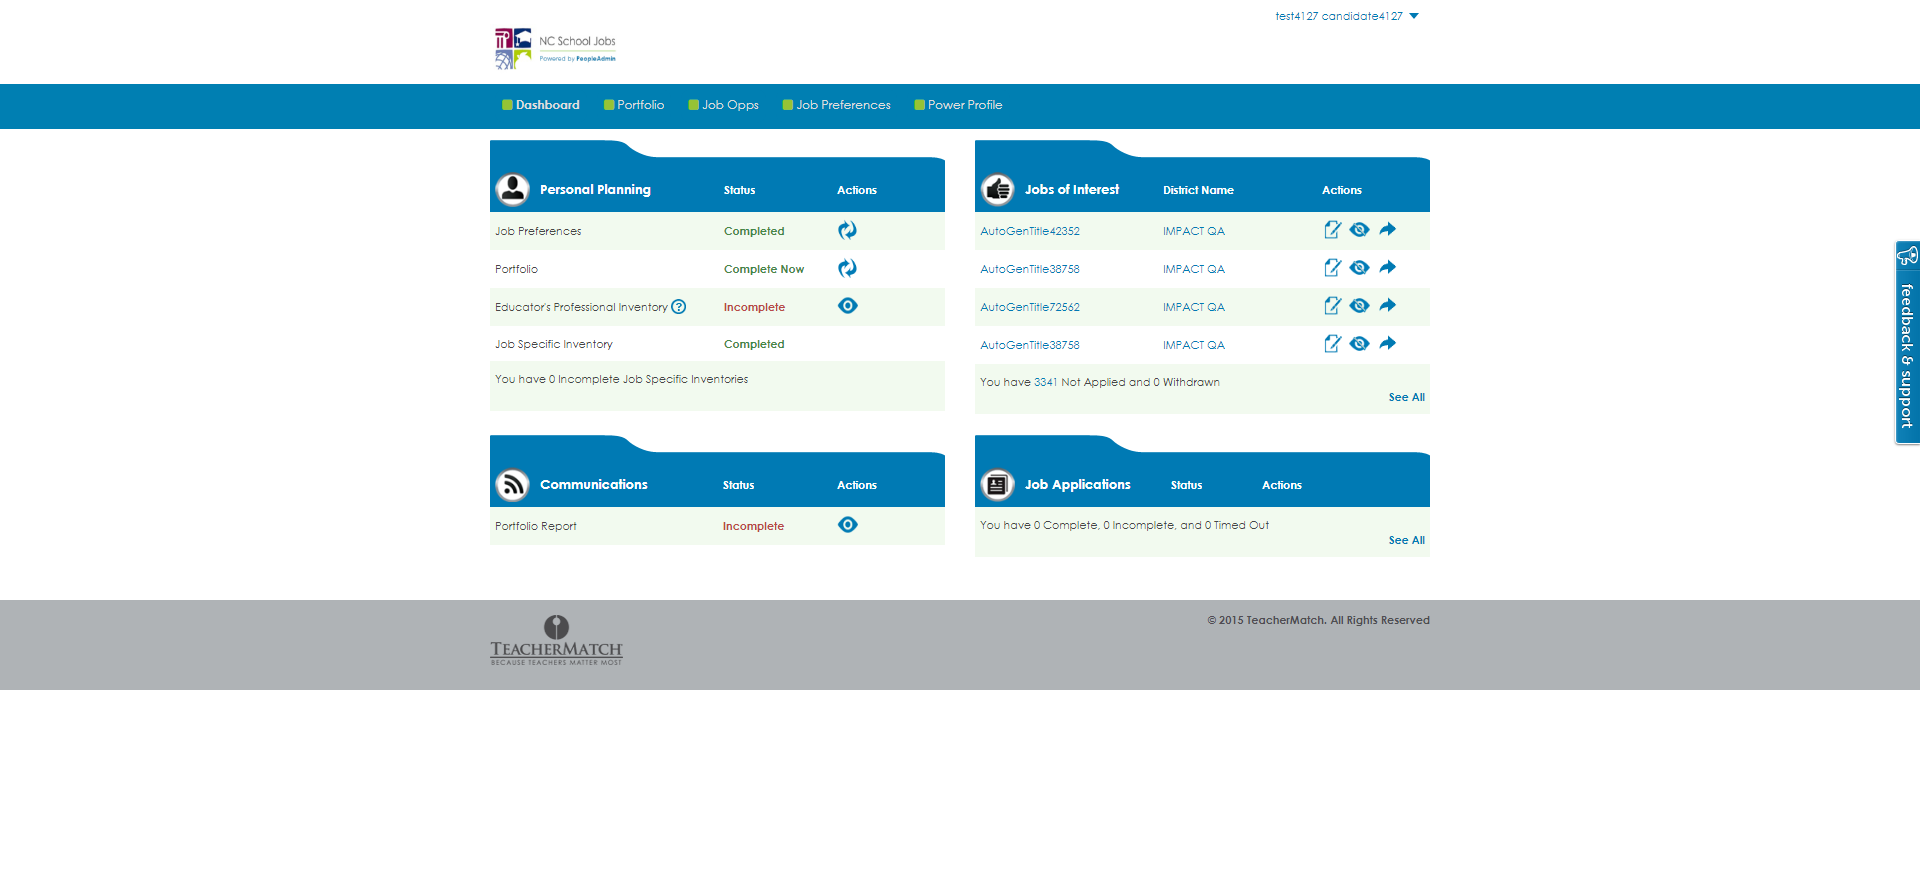 test4127 candidate4127
NC School Jobs
Powered by PeopleAdmin
Dashboard Portfolio Job Opps Job Preferences Power Profile
Personal Planning Status Actions
Job Preferences Completed
Portfolio Complete Now
Educator's Professional Inventory ? Incomplete
Job Specific Inventory Completed
You have 0 Incomplete Job Specific Inventories
Jobs of Interest District Name Actions
AutoGenTitle42352 IMPACT QA
AutoGenTitle38758 IMPACT QA
AutoGenTitle72562 IMPACT QA
AutoGenTitle38758 IMPACT QA
You have 3341 Not Applied and 0 Withdrawn
See All
Communications Status Actions
Portfolio Report Incomplete
Job Applications Status Actions
You have 0 Complete, 0 Incomplete, and 0 Timed Out
See All
feedback & support
TEACHERMATCH
BECAUSE TEACHERS MATTER MOST
© 2015 TeacherMatch. All Rights Reserved